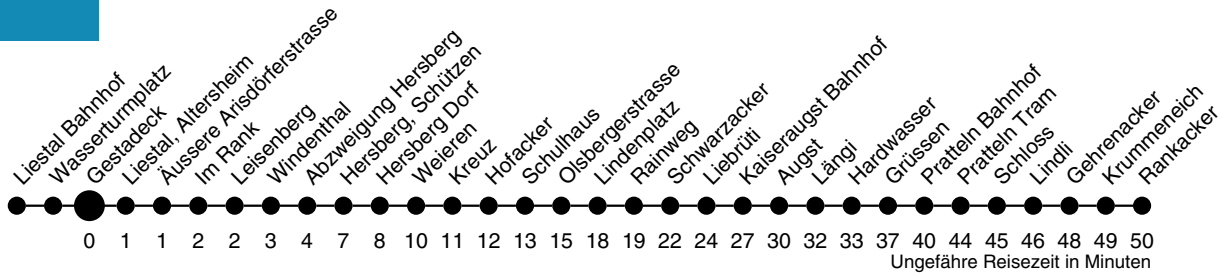 Liestal Bahnhof
Wasserturmplatz
Gestadeck
Liestal, Altersheim
Äussere Arisdörferstrasse
Im Rank
Leisenberg
Windenthal
Abzweigung Hersberg
Hersberg, Schützen
Hersberg Dorf
Weieren
Kreuz
Hofacker
Schulhaus
Olsbergerstrasse
Lindenplatz
Rainweg
Schwarzacker
Liebrüti
Kaiseraugst Bahnhof
Augst
Längi
Hardwasser
Grüssen
Pratteln Bahnhof
Pratteln Tram
Schloss
Lindli
Gehrenacker
Krummeneich
Rankacker
0 1 1 2 2 3 4 7 8 10 11 12 13 15 18 19 22 24 27 30 32 33 37 40 44 45 46 48 49 50
Ungefähre Reisezeit in Minuten